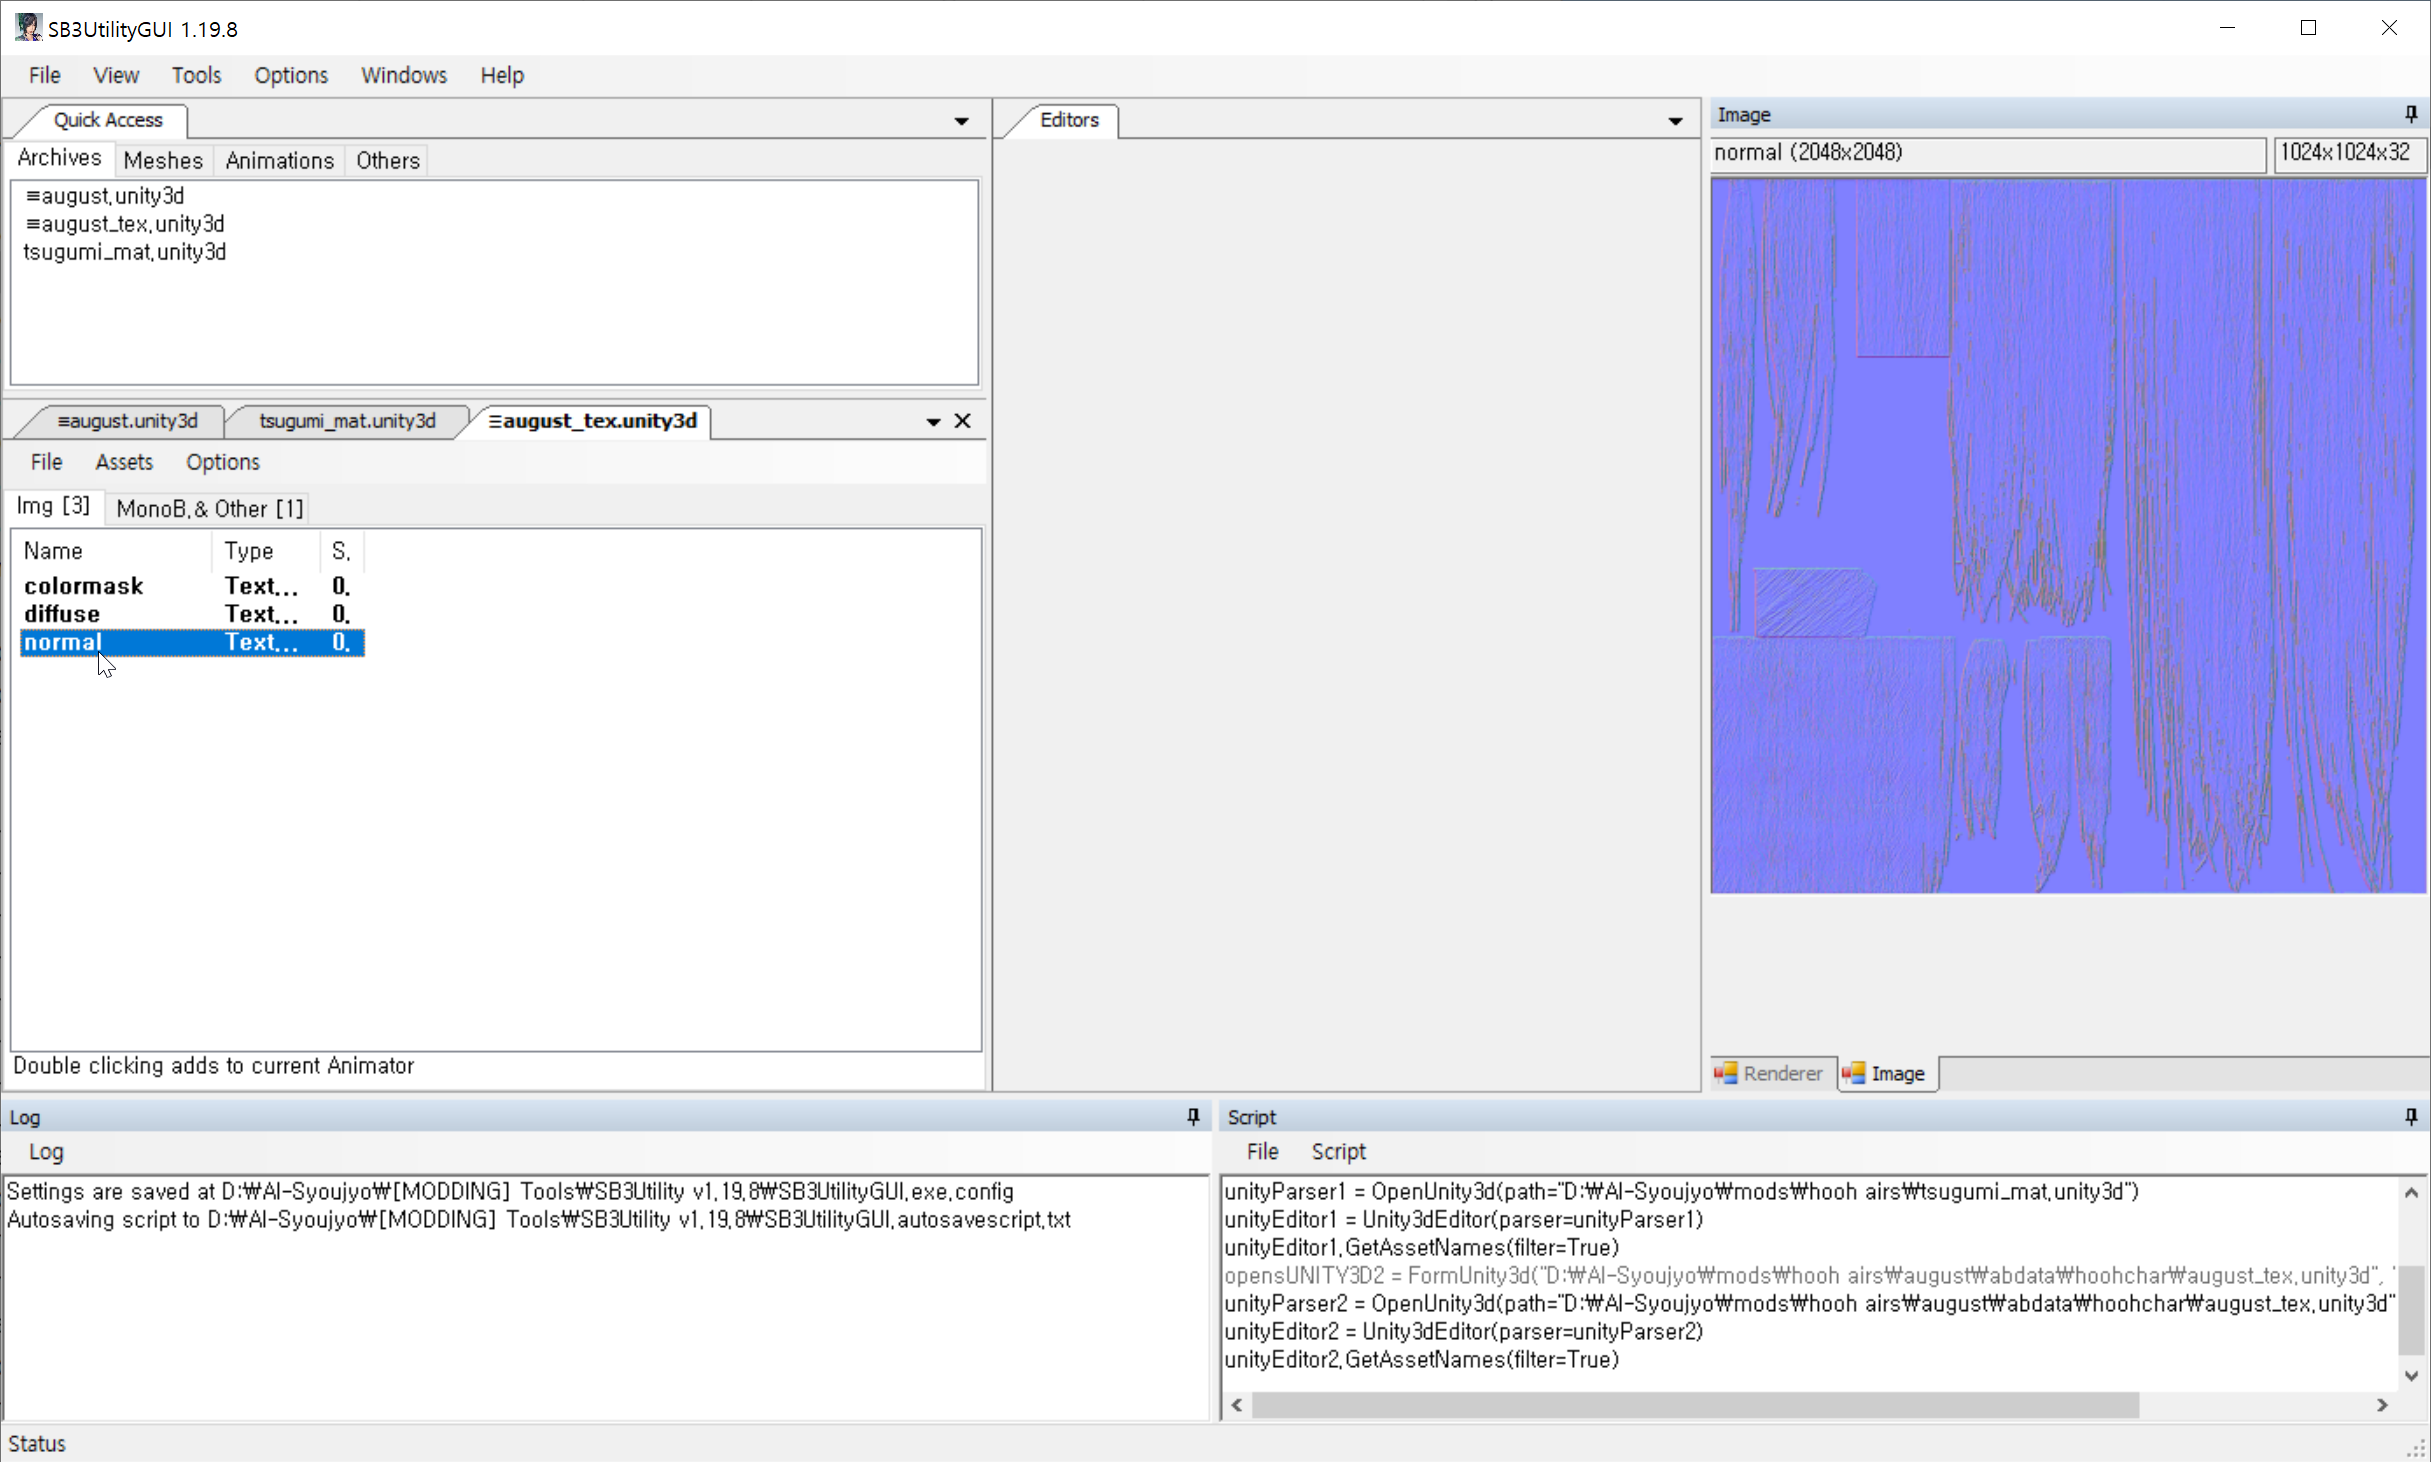 SB3UtilityGUI 1.19.8
File View Tools Options Windows Help
Quick Access
Archives Meshes Animations Others
≡august,unity3d
≡august_tex,unity3d
tsugumi_mat,unity3d
≡august.unity3d tsugumi_mat.unity3d ≡august_tex.unity3d
File Assets Options
Img [3] MonoB,& Other [1]
Name Type S,
colormask Text... 0,
diffuse Text... 0,
normal Text... 0,
Double clicking adds to current Animator
Editors
Image
normal (2048x2048) 1024x1024x32
Renderer Image
Log
Log
Settings are saved at D:₩AI-Syoujyo₩[MODDING] Tools₩SB3Utility v1,19,8₩SB3UtilityGUI,exe,config
Autosaving script to D:₩AI-Syoujyo₩[MODDING] Tools₩SB3Utility v1,19,8₩SB3UtilityGUI,autosavescript,txt
Script
File Script
unityParser1 = OpenUnity3d(path="D:₩AI-Syoujyo₩mods₩hooh airs₩tsugumi_mat,unity3d")
unityEditor1 = Unity3dEditor(parser=unityParser1)
unityEditor1,GetAssetNames(filter=True)
opensUNITY3D2 = FormUnity3d("D:₩AI-Syoujyo₩mods₩hooh airs₩august₩abdata₩hoohchar₩august_tex,unity3d", "
unityParser2 = OpenUnity3d(path="D:₩AI-Syoujyo₩mods₩hooh airs₩august₩abdata₩hoohchar₩august_tex,unity3d"
unityEditor2 = Unity3dEditor(parser=unityParser2)
unityEditor2,GetAssetNames(filter=True)
Status